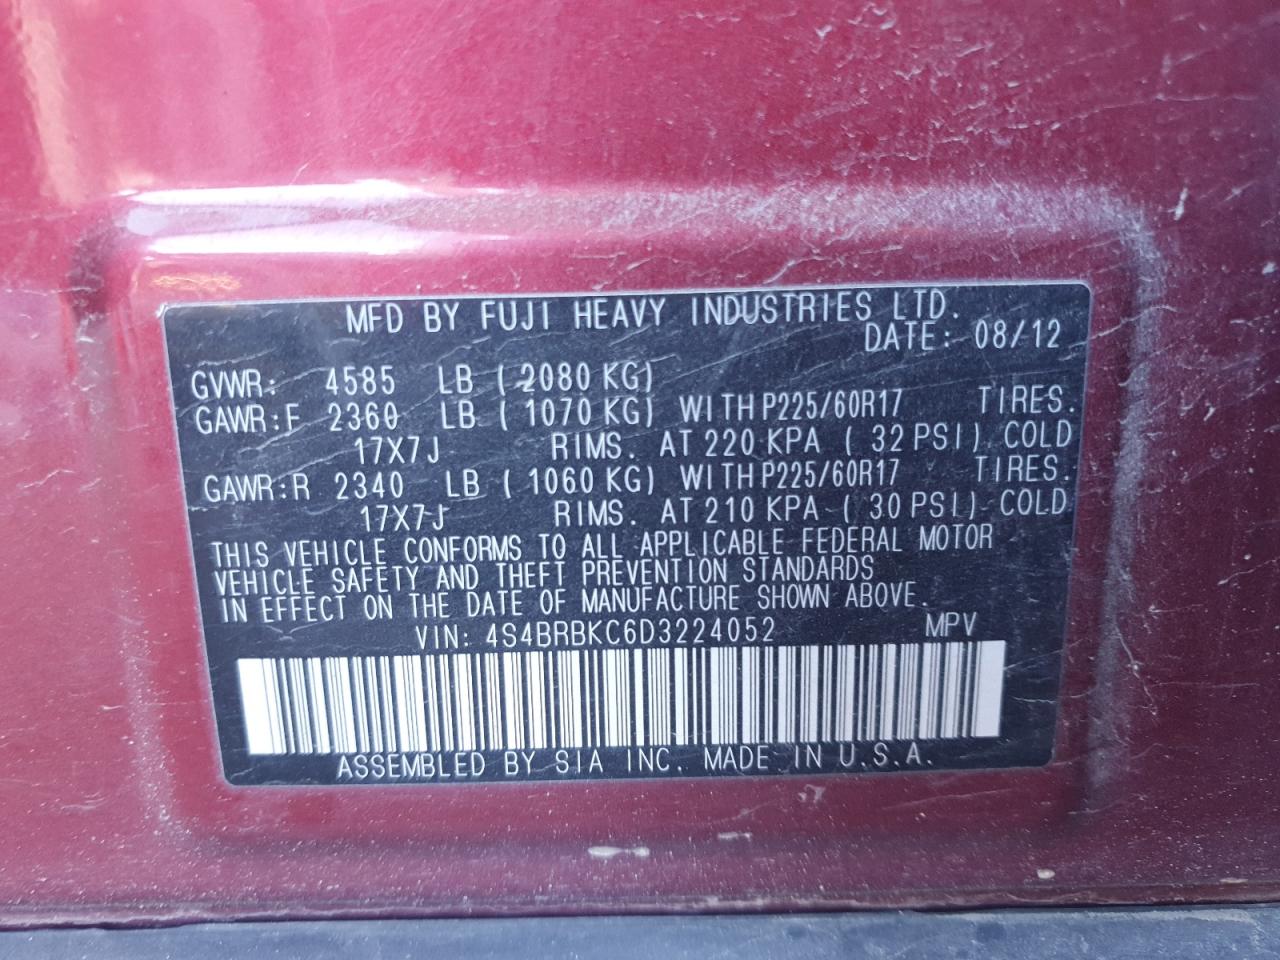 MFD BY FUJI HEAVY INDUSTRIES LTD.
DATE: 08/12
GVWR: 4585 LB (2080 KG)
GAWR:F 2360 LB (1070 KG) WITH P225/60R17 TIRES.
17X7J RIMS. AT 220 KPA (32 PSI) COLD
GAWR:R 2340 LB (1060 KG) WITH P225/60R17 TIRES.
17X7J RIMS. AT 210 KPA (30 PSI) COLD
THIS VEHICLE CONFORMS TO ALL APPLICABLE FEDERAL MOTOR
VEHICLE SAFETY AND THEFT PREVENTION STANDARDS
IN EFFECT ON THE DATE OF MANUFACTURE SHOWN ABOVE.
VIN: 4S4BRBKC6D3224052 MPV
ASSEMBLED BY SIA INC. MADE IN U.S.A.